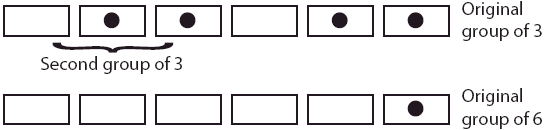 Original
group of 3
Second group of 3
Original
group of 6